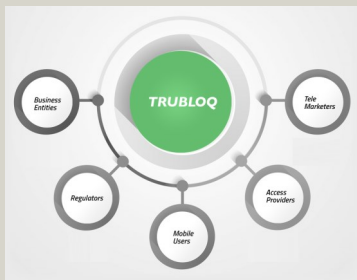 TRUBLOQ
Business
Entities
Tele
Marketers
Regulators
Access
Providers
Mobile
Users